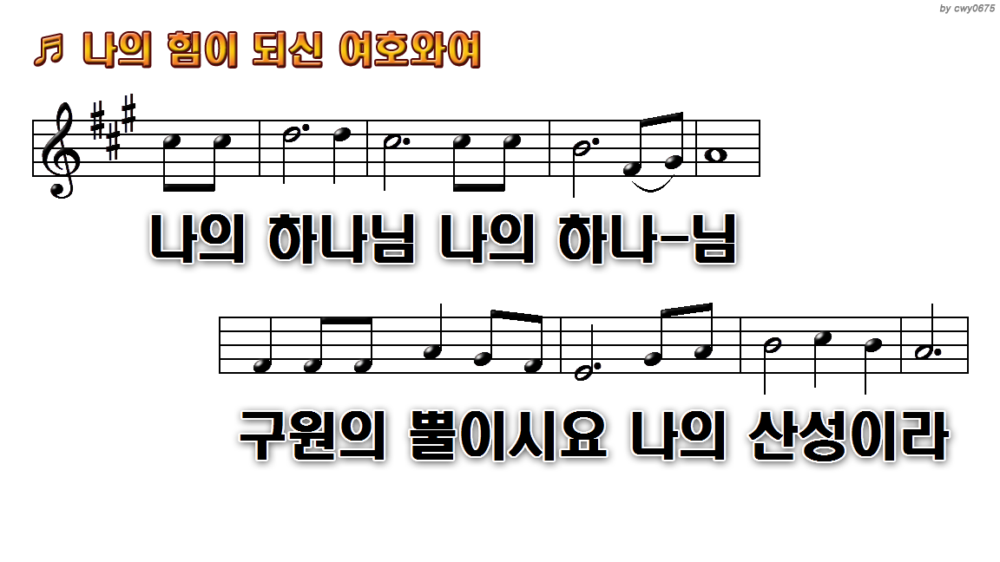 by cwy0675
♬ 나의 힘이 되신 여호와여
나의 하나님 나의 하나-님
구원의 뿔이시요 나의 산성이라